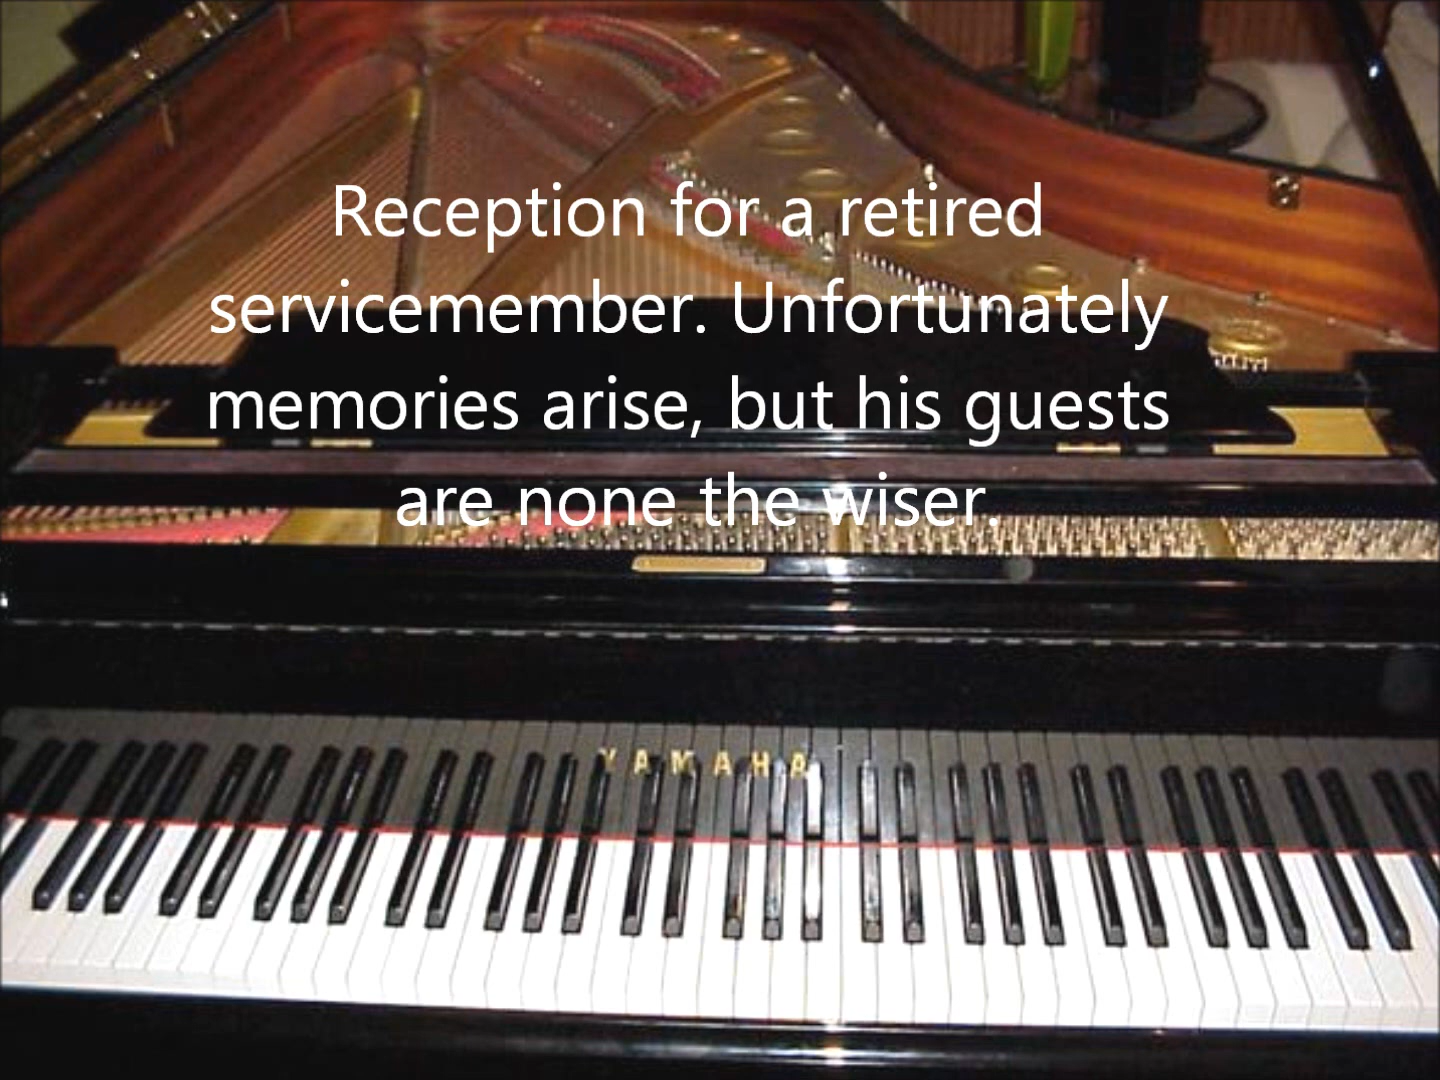 Reception for a retired
servicemember. Unfortunately
memories arise, but his guests
are none the wiser.
YAMAHA